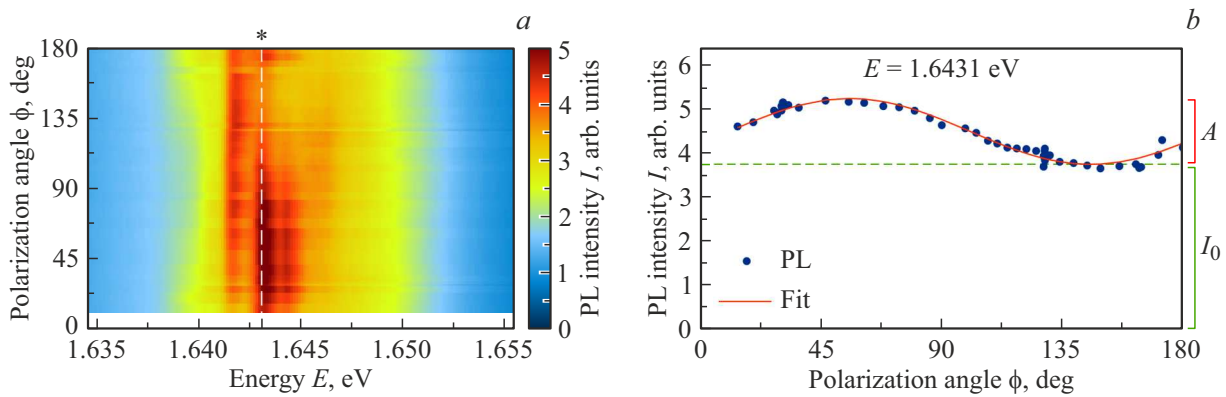 a
*
180
135
90
45
0
Polarization angle ϕ, deg
1.635
1.640
1.645
1.650
1.655
Energy E, eV
5
4
3
2
1
0
PL intensity I, arb. units
b
E = 1.6431 eV
6
5
4
3
2
1
0
PL intensity I, arb. units
PL
Fit
0
45
90
135
180
Polarization angle ϕ, deg
A
I0